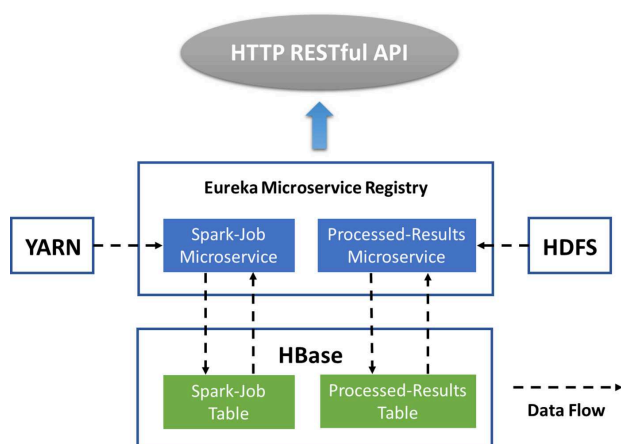 HTTP RESTful API
Eureka Microservice Registry
YARN
Spark-Job
Microservice
Processed-Results
Microservice
HDFS
HBase
Spark-Job
Table
Processed-Results
Table
Data Flow